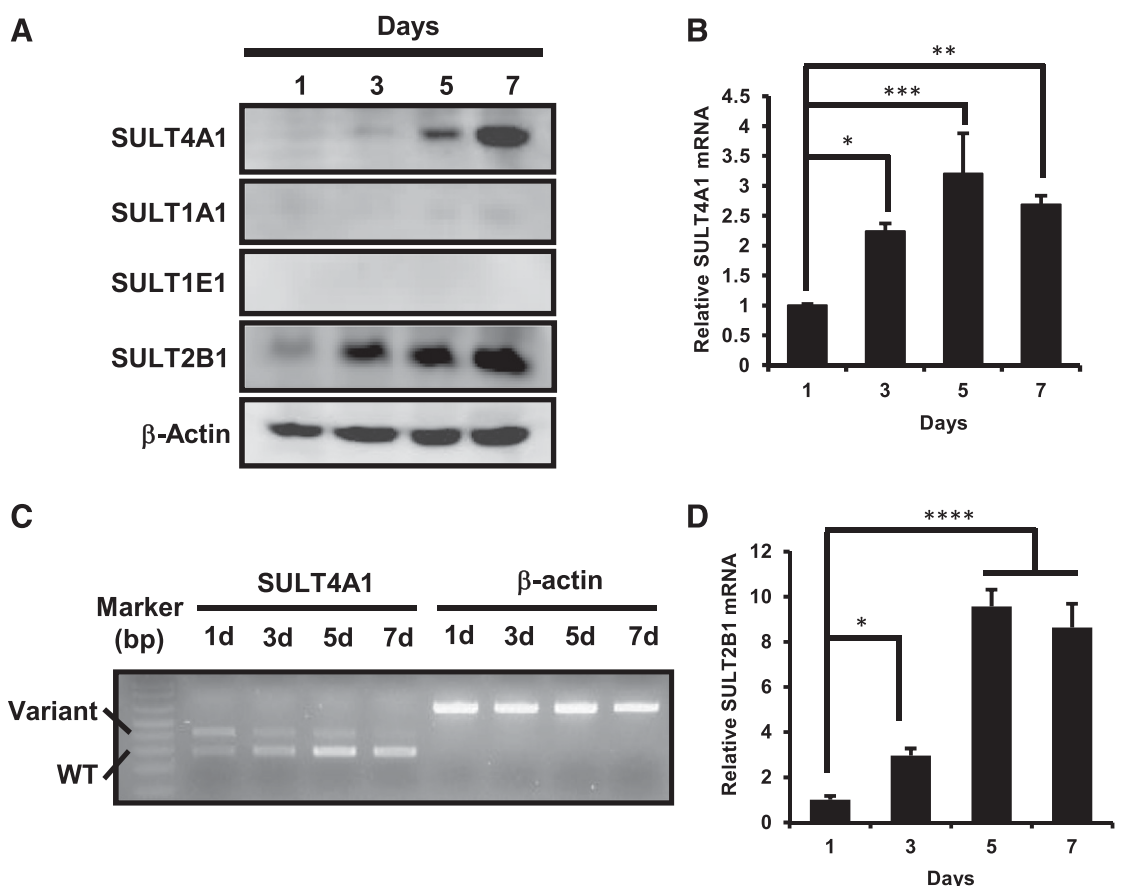 A
Days
1 3 5 7
SULT4A1
SULT1A1
SULT1E1
SULT2B1
β-Actin
B
Relative SULT4A1 mRNA
4.5
4
3.5
3
2.5
2
1.5
1
0.5
0
*
***
**
1 3 5 7
Days
C
Marker
(bp)
SULT4A1
β-actin
1d 3d 5d 7d 1d 3d 5d 7d
Variant
WT
D
Relative SULT2B1 mRNA
12
10
8
6
4
2
0
*
****
1 3 5 7
Days